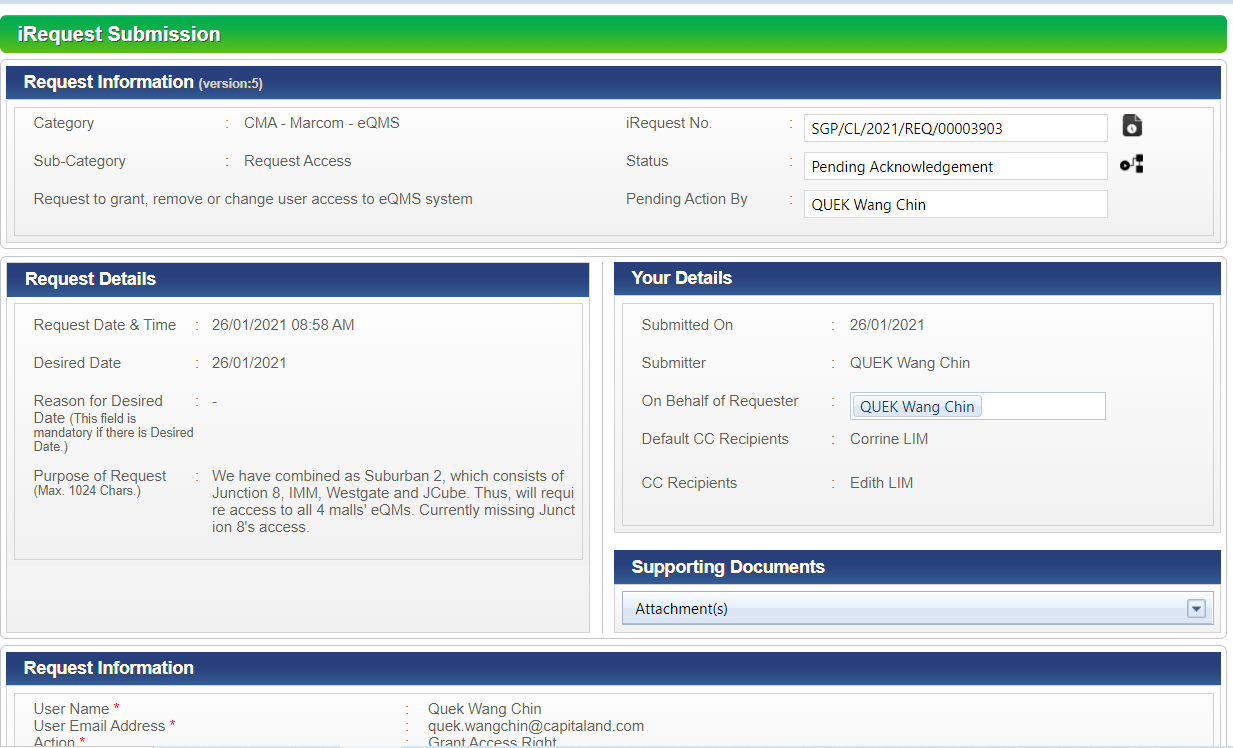 iRequest Submission
Request Information (version:5)
Category : CMA - Marcom - eQMS
iRequest No. : SGP/CL/2021/REQ/00003903
Sub-Category : Request Access
Status : Pending Acknowledgement
Request to grant, remove or change user access to eQMS system
Pending Action By : QUEK Wang Chin
Request Details
Request Date & Time : 26/01/2021 08:58 AM
Desired Date : 26/01/2021
Reason for Desired : -
Date (This field is
mandatory if there is Desired
Date.)
Purpose of Request : We have combined as Suburban 2, which consists of
(Max. 1024 Chars.) Junction 8, IMM, Westgate and JCube. Thus, will requi
re access to all 4 malls' eQMs. Currently missing Junct
ion 8's access.
Your Details
Submitted On : 26/01/2021
Submitter : QUEK Wang Chin
On Behalf of Requester : QUEK Wang Chin
Default CC Recipients : Corrine LIM
CC Recipients : Edith LIM
Supporting Documents
Attachment(s)
Request Information
User Name * : Quek Wang Chin
User Email Address * : quek.wangchin@capitaland.com
Action * : Grant Access Right